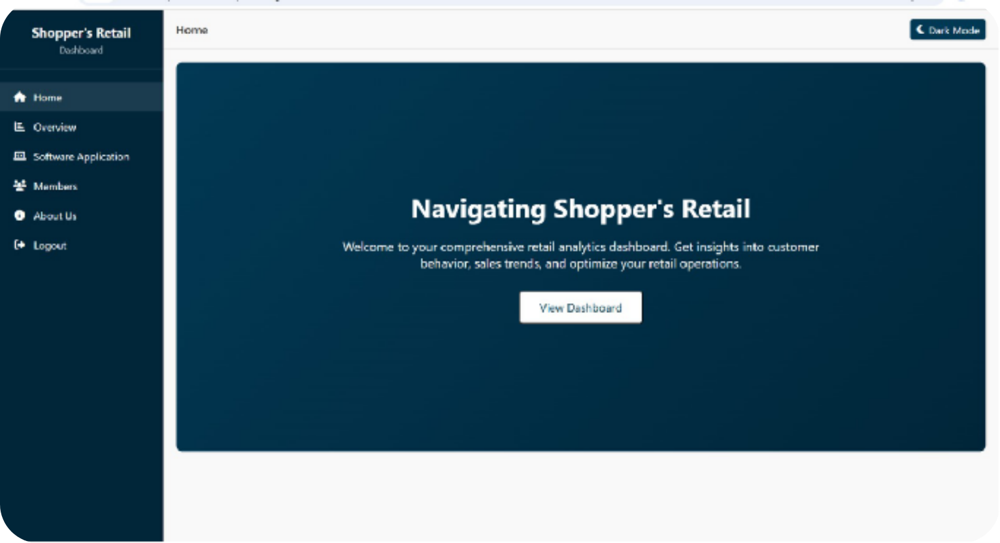 Shopper's Retail
Dashboard
Home
Overview
Software Application
Members
About Us
Logout
Home
Dark Mode
Navigating Shopper's Retail
Welcome to your comprehensive retail analytics dashboard. Get insights into customer
behavior, sales trends, and optimize your retail operations.
View Dashboard